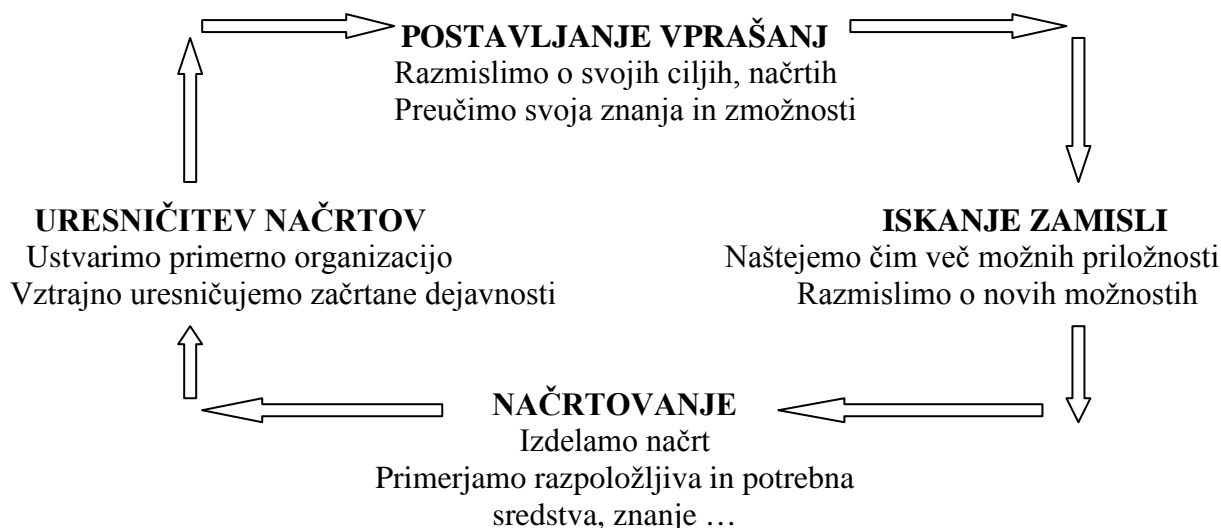 POSTAVLJANJE VPRAŠANJ
Razmislimo o svojih ciljih, načrtih
Preučimo svoja znanja in zmožnosti
URESNIČITEV NAČRTOV
Ustvarimo primerno organizacijo
Vztrajno uresničujemo začrtane dejavnosti
ISKANJE ZAMISLI
Naštejemo čim več možnih priložnosti
Razmislimo o novih možnostih
NAČRTOVANJE
Izdelamo načrt
Primerjamo razpoložljiva in potrebna
sredstva, znanje …